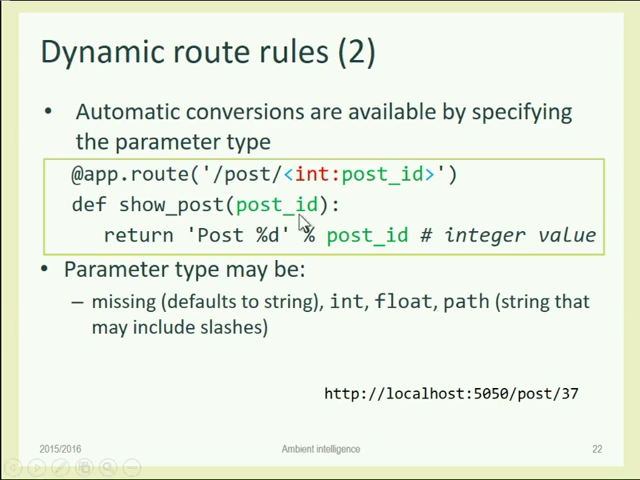 Dynamic route rules (2)
• Automatic conversions are available by specifying
the parameter type
@app.route('/post/<int:post_id>')
def show_post(post_id):
return 'Post %d' % post_id # integer value
• Parameter type may be:
– missing (defaults to string), int, float, path (string that
may include slashes)
http://localhost:5050/post/37
2015/2016 Ambient intelligence 22